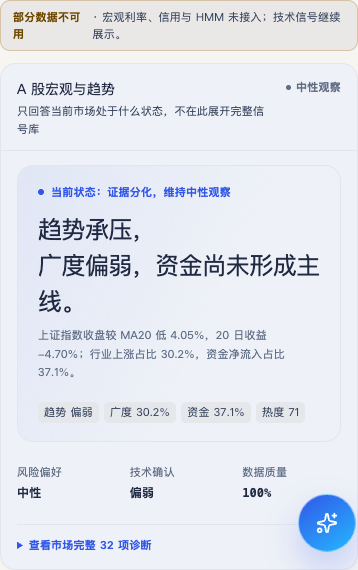 部分数据不可 · 宏观利率、信用与 HMM 未接入；技术信号继续
用 展示。
A 股宏观与趋势 • 中性观察
只回答当前市场处于什么状态，不在此展开完整信
号库
• 当前状态：证据分化，维持中性观察
趋势承压，
广度偏弱，资金尚未形成主
线。
上证指数收盘较 MA20 低 4.05%，20 日收益
−4.70%；行业上涨占比 30.2%，资金净流入占比
37.1%。
趋势 偏弱 广度 30.2% 资金 37.1% 热度 71
风险偏好 技术确认 数据质量
中性 偏弱 100%
▶ 查看市场完整 32 项诊断